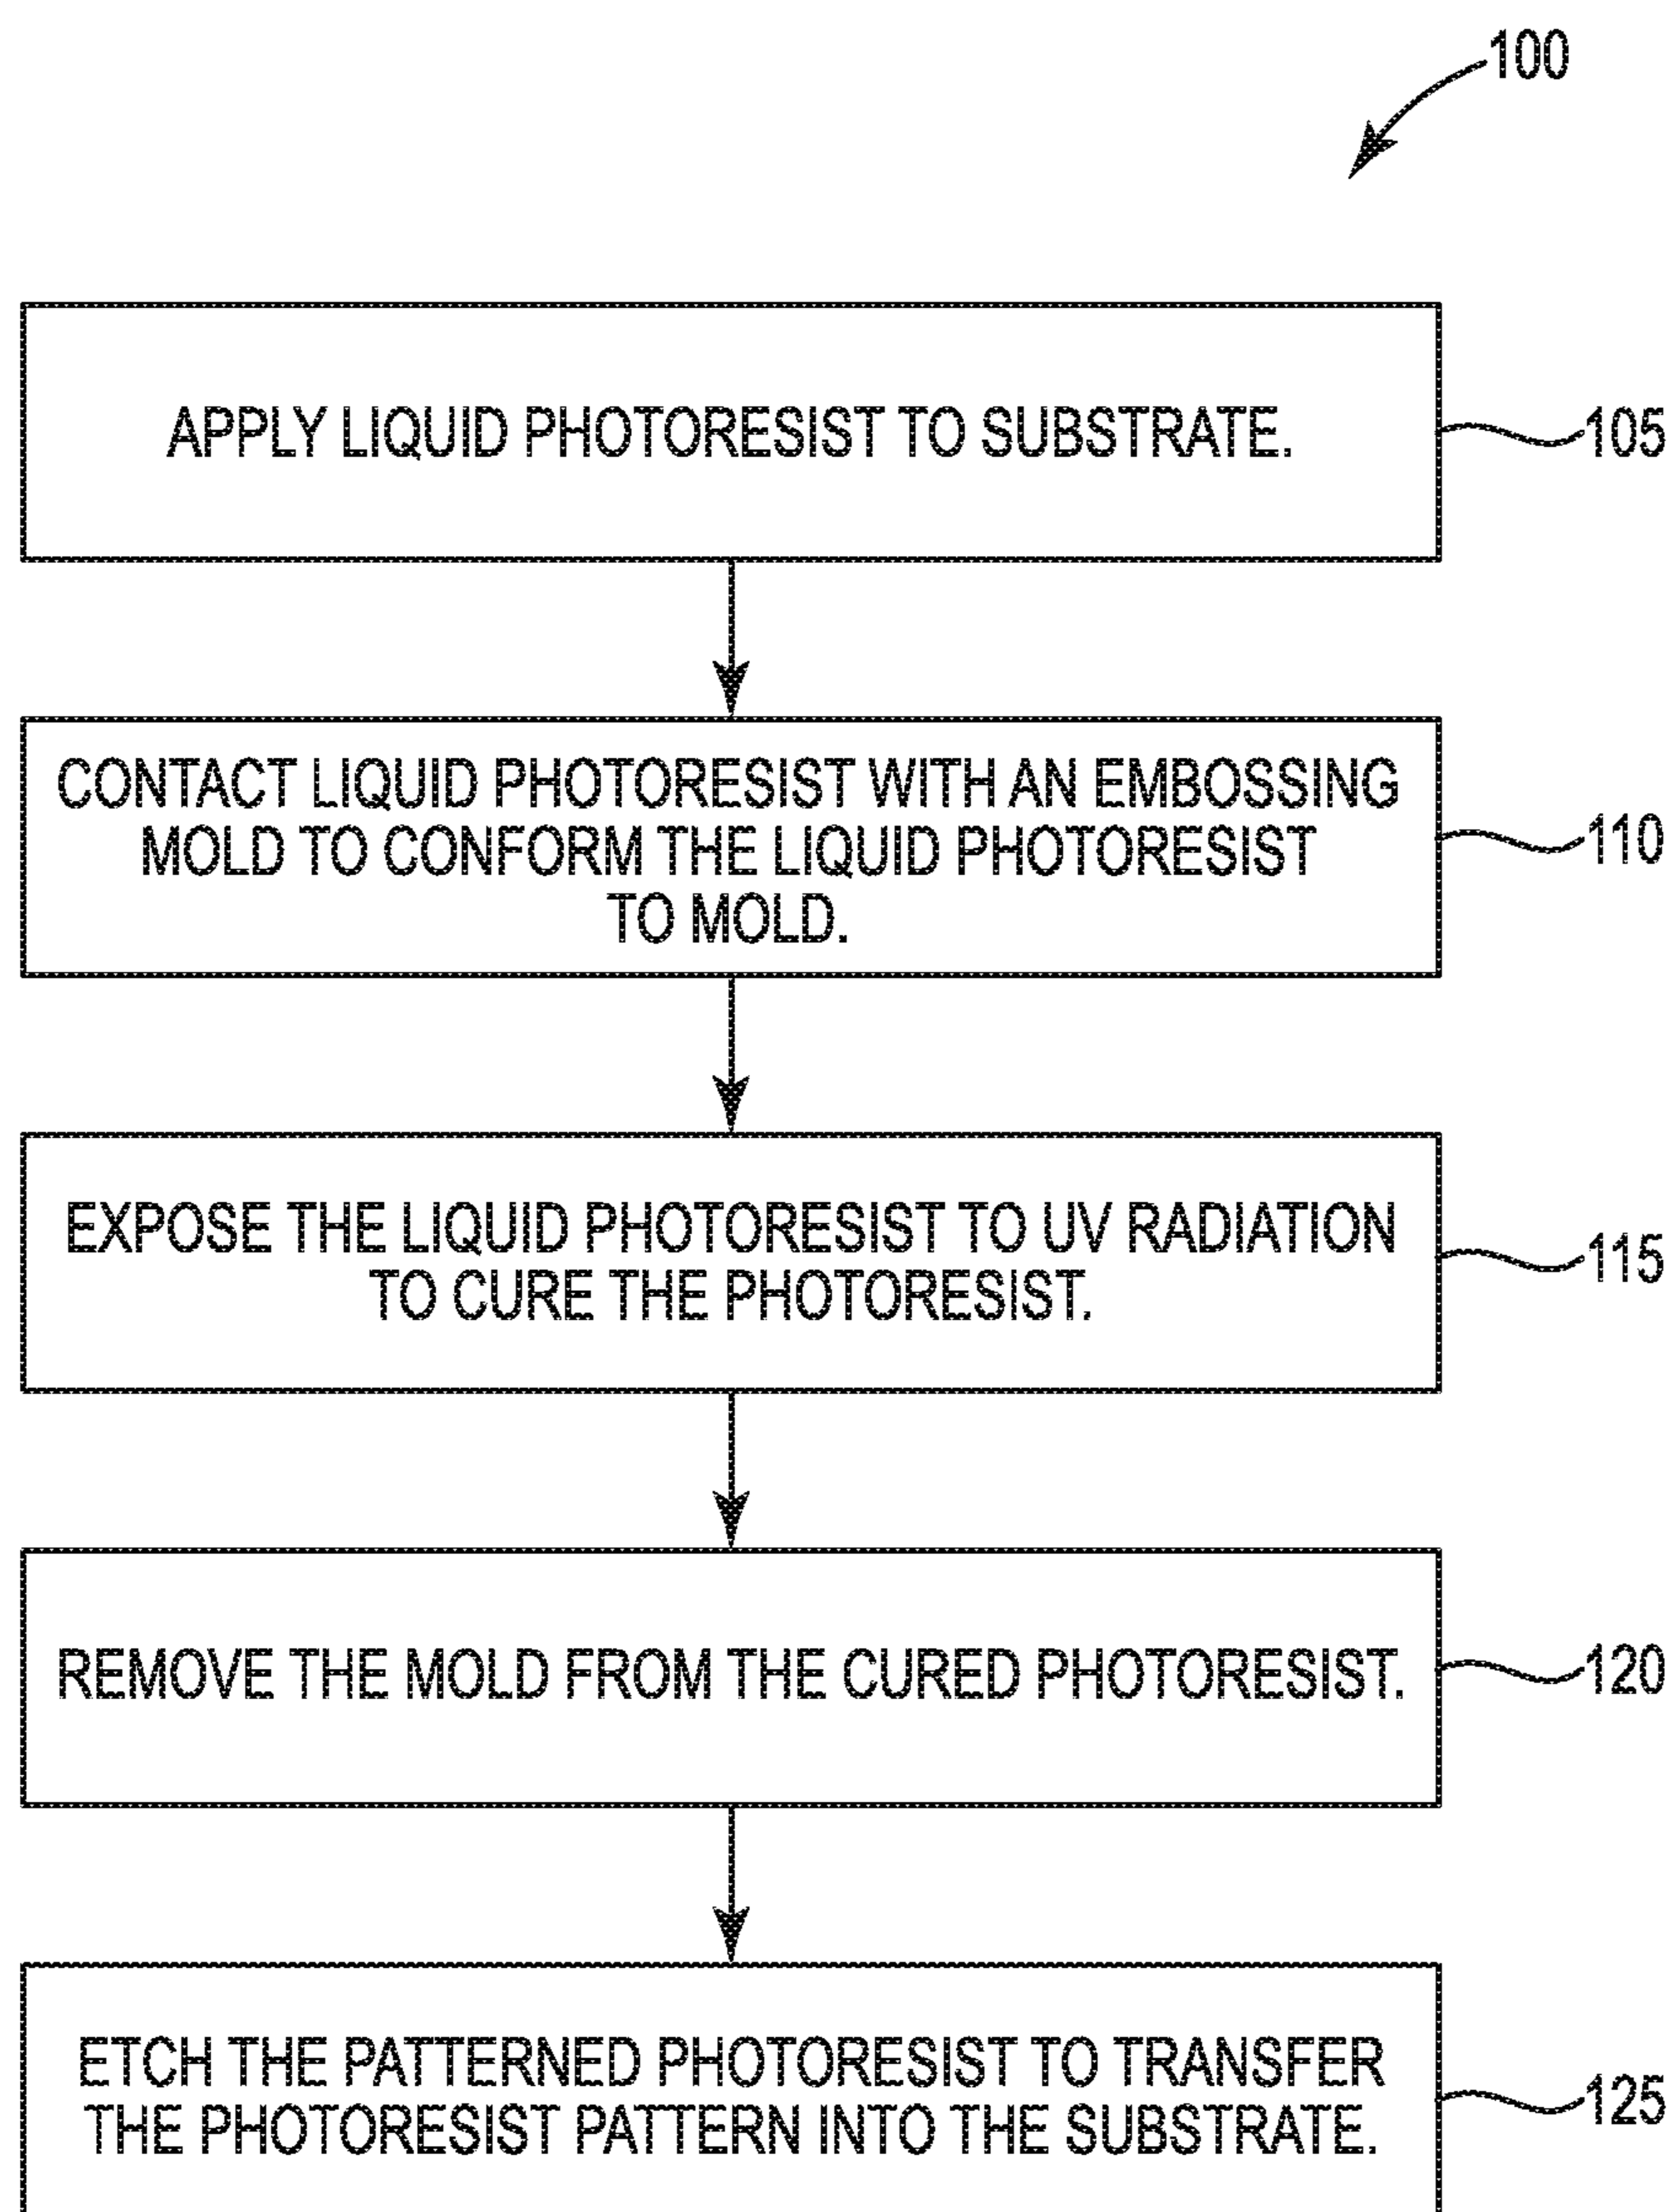 100
APPLY LIQUID PHOTORESIST TO SUBSTRATE.
105
CONTACT LIQUID PHOTORESIST WITH AN EMBOSSING
MOLD TO CONFORM THE LIQUID PHOTORESIST
TO MOLD.
110
EXPOSE THE LIQUID PHOTORESIST TO UV RADIATION
TO CURE THE PHOTORESIST.
115
REMOVE THE MOLD FROM THE CURED PHOTORESIST.
120
ETCH THE PATTERNED PHOTORESIST TO TRANSFER
THE PHOTORESIST PATTERN INTO THE SUBSTRATE.
125